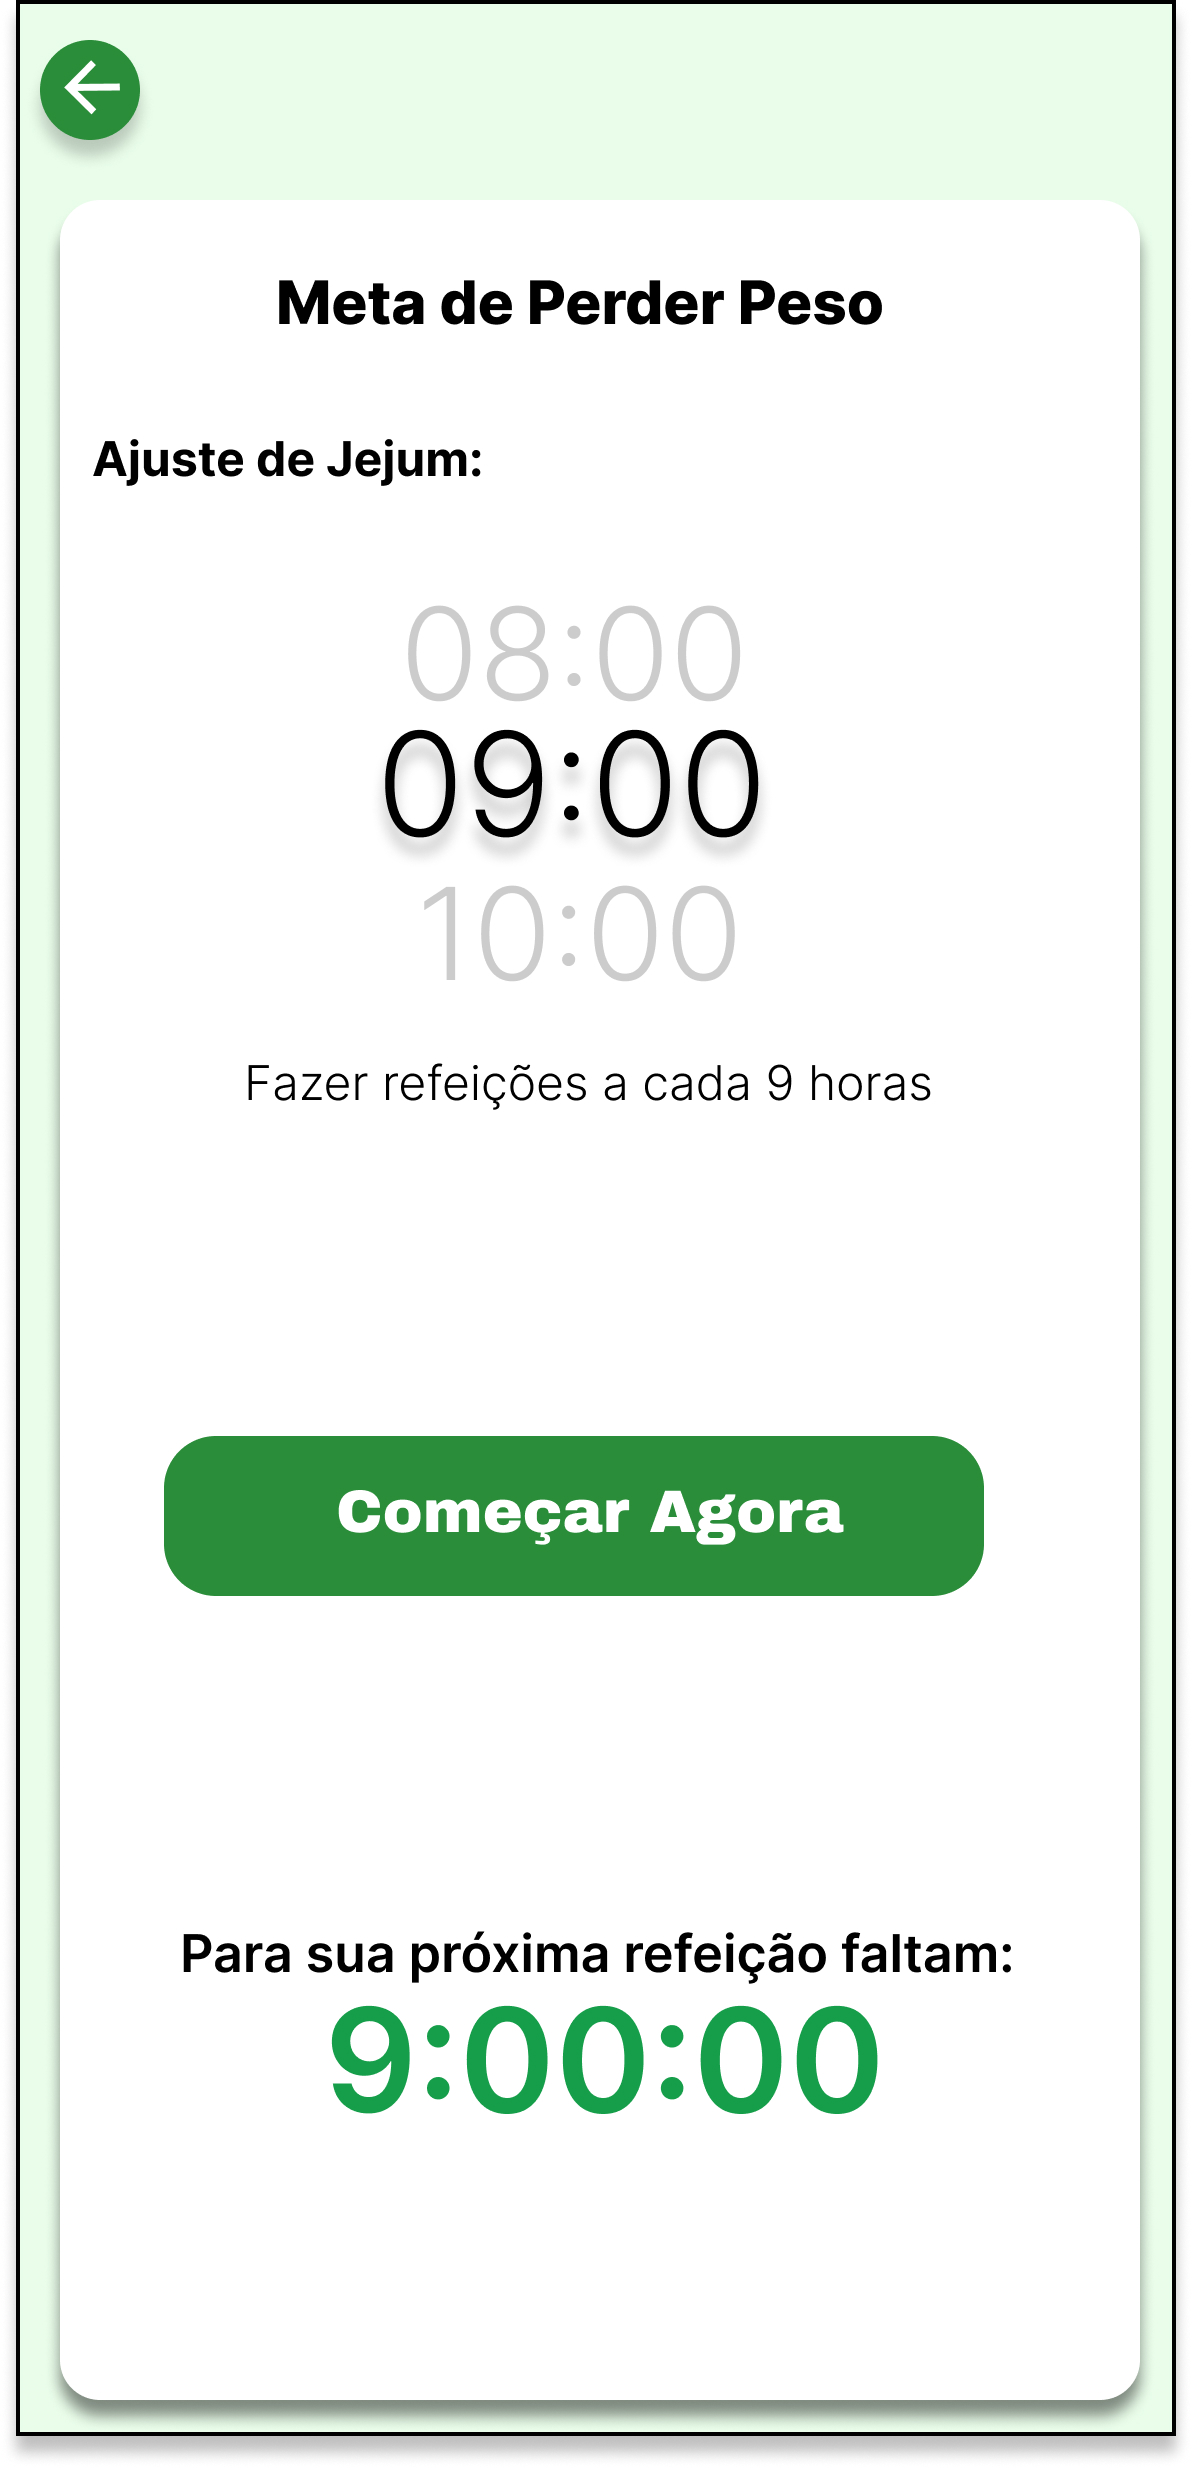 Meta de Perder Peso
Ajuste de Jejum:
08:00
09:00
10:00
Fazer refeições a cada 9 horas
Começar Agora
Para sua próxima refeição faltam:
9:00:00